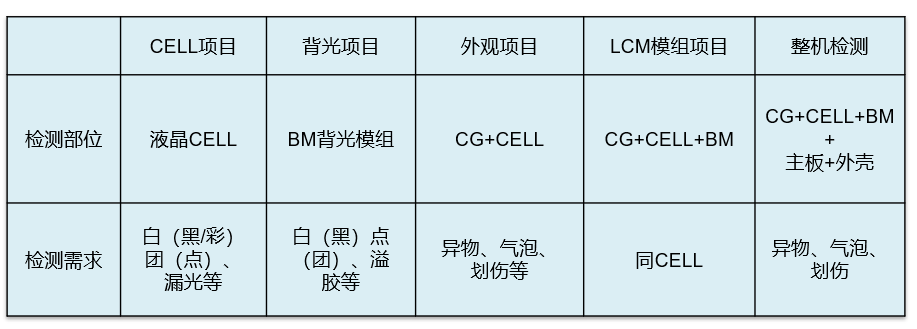 CELL项目
背光项目
外观项目
LCM模组项目
整机检测
检测部位
液晶CELL
BM背光模组
CG+CELL
CG+CELL+BM
CG+CELL+BM
+
主板+外壳
检测需求
白（黑/彩）
团（点）、
漏光等
白（黑）点
（团）、溢
胶等
异物、气泡、
划伤等
同CELL
异物、气泡、
划伤